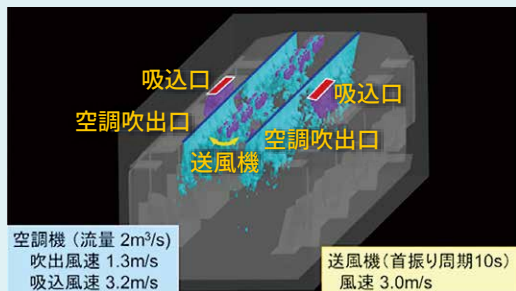 吸込口
吸込口
空調吹出口
空調吹出口
送風機
空調機（流量 2m³/s）
吹出風速 1.3m/s
吸込風速 3.2m/s
送風機（首振り周期10s）
風速 3.0m/s